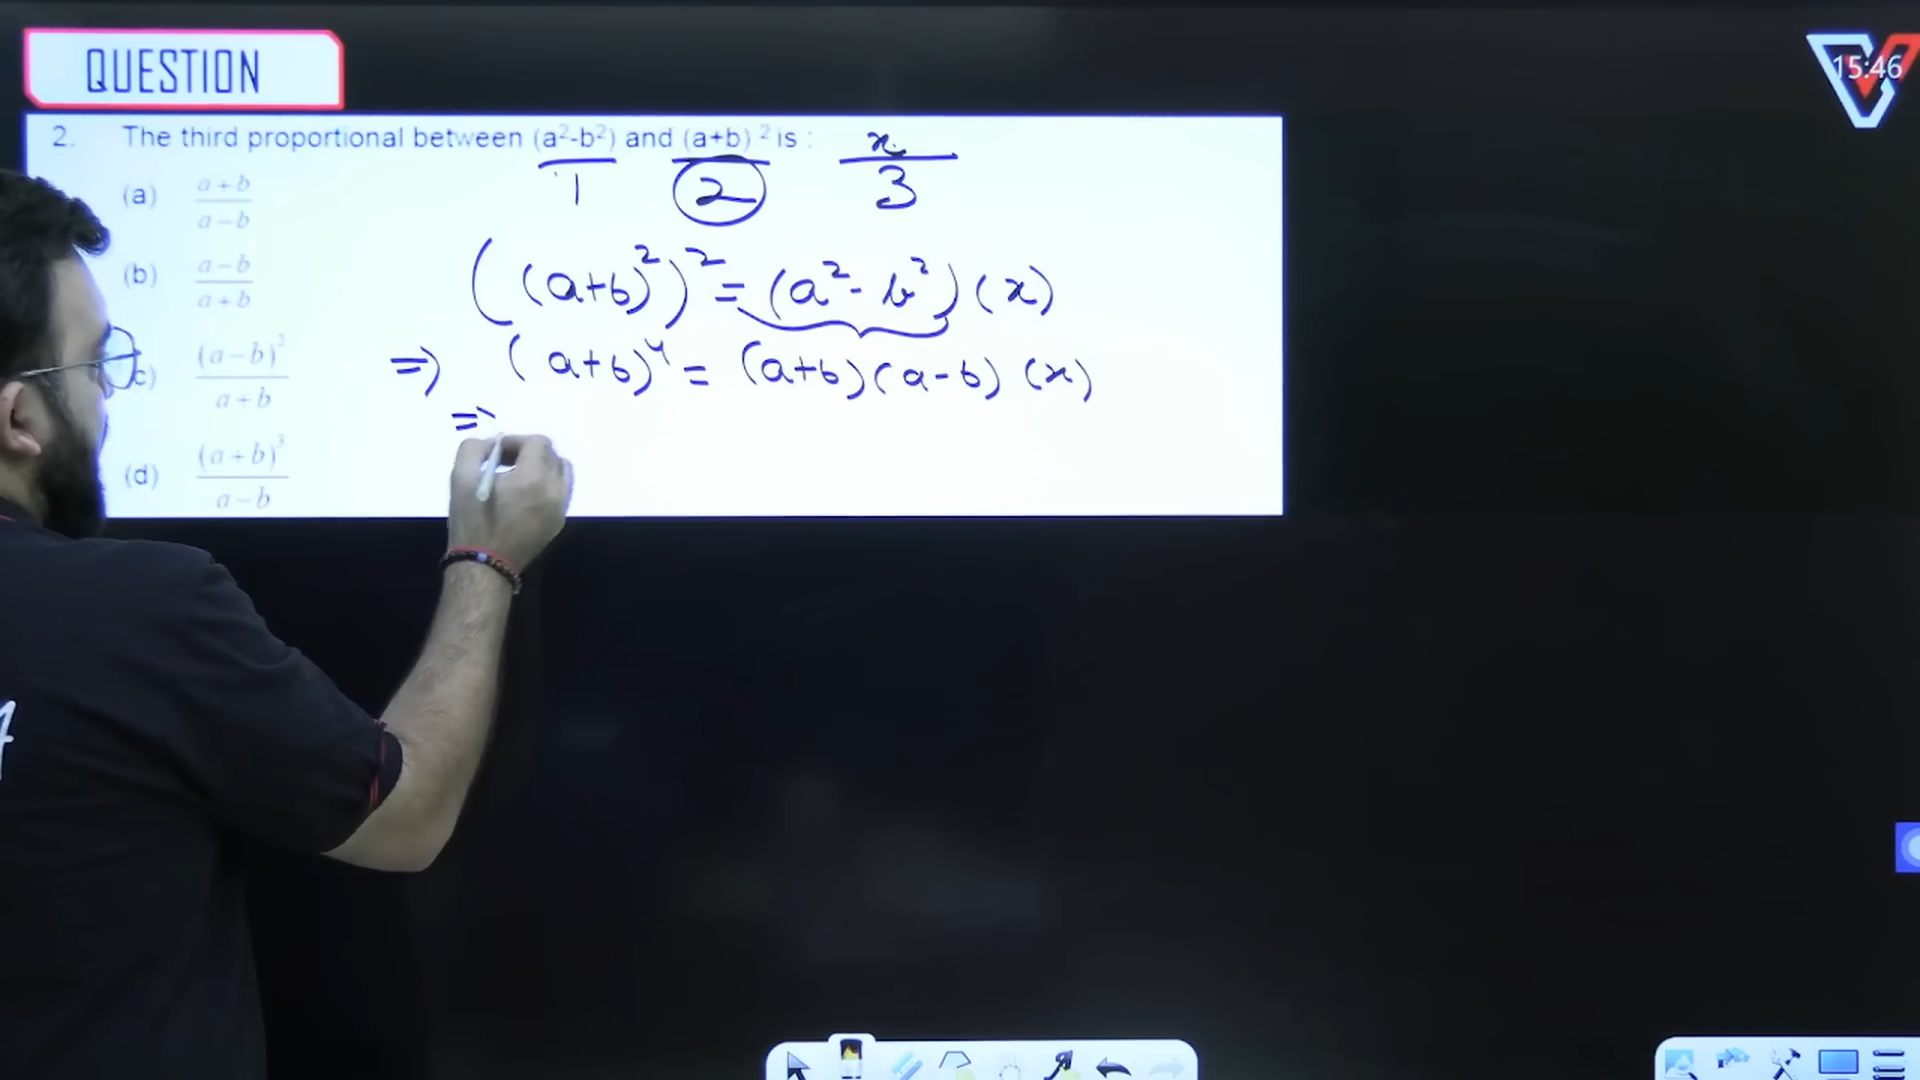 QUESTION
15:46
2. The third proportional between (a²-b²) and (a+b) ² is :
x
1 2 3
(a) a+b / a−b
(b) a−b / a+b
c) (a−b)² / a+b
(d) (a+b)³ / a−b
((a+b)²)² = (a²-b²)(x)
=> (a+b)⁴ = (a+b)(a-b)(x)
=>